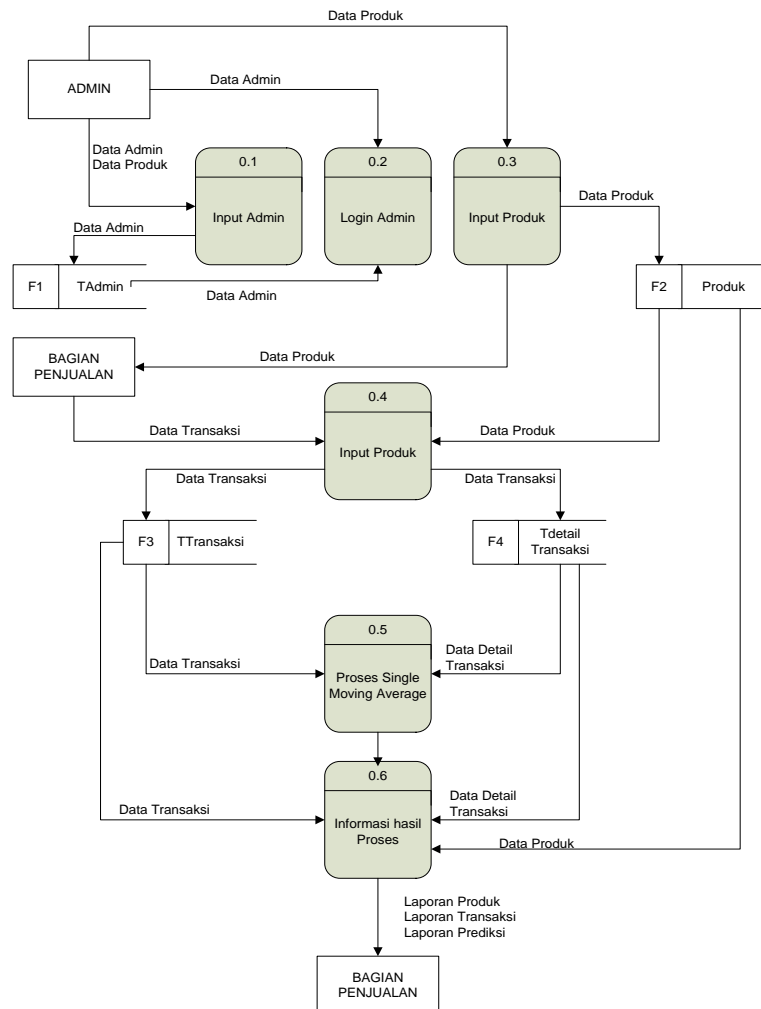 Data Produk
ADMIN
Data Admin
Data Admin
Data Produk
0.1
0.2
0.3
Input Admin
Login Admin
Input Produk
Data Produk
Data Admin
F1
TAdmin
Data Admin
F2
Produk
BAGIAN
PENJUALAN
Data Produk
0.4
Data Transaksi
Input Produk
Data Produk
Data Transaksi
Data Transaksi
F3
TTransaksi
F4
Tdetail
Transaksi
0.5
Data Transaksi
Proses Single
Moving Average
Data Detail
Transaksi
0.6
Data Transaksi
Informasi hasil
Proses
Data Detail
Transaksi
Data Produk
Laporan Produk
Laporan Transaksi
Laporan Prediksi
BAGIAN
PENJUALAN